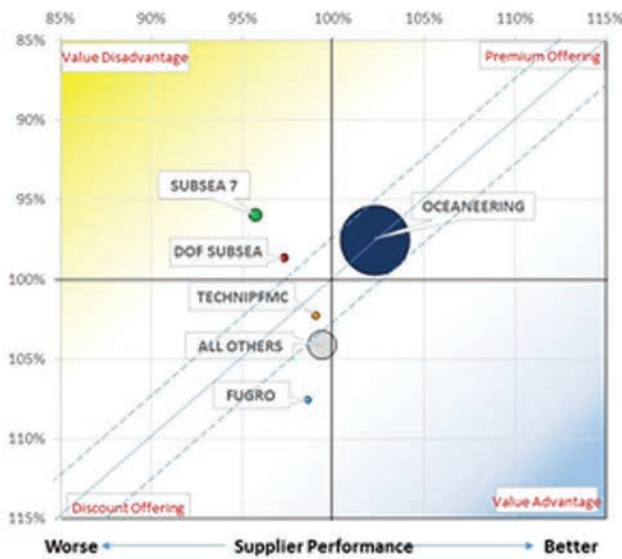 85% 90% 95% 100% 105% 110% 115%
85%
Value Disadvantage
Premium Offering
90%
95%
SUBSEA 7
OCEANEERING
DOF SUBSEA
100%
TECHNIPFMC
ALL OTHERS
105%
FUGRO
110%
Discount Offering
Value Advantage
115%
Worse Supplier Performance Better